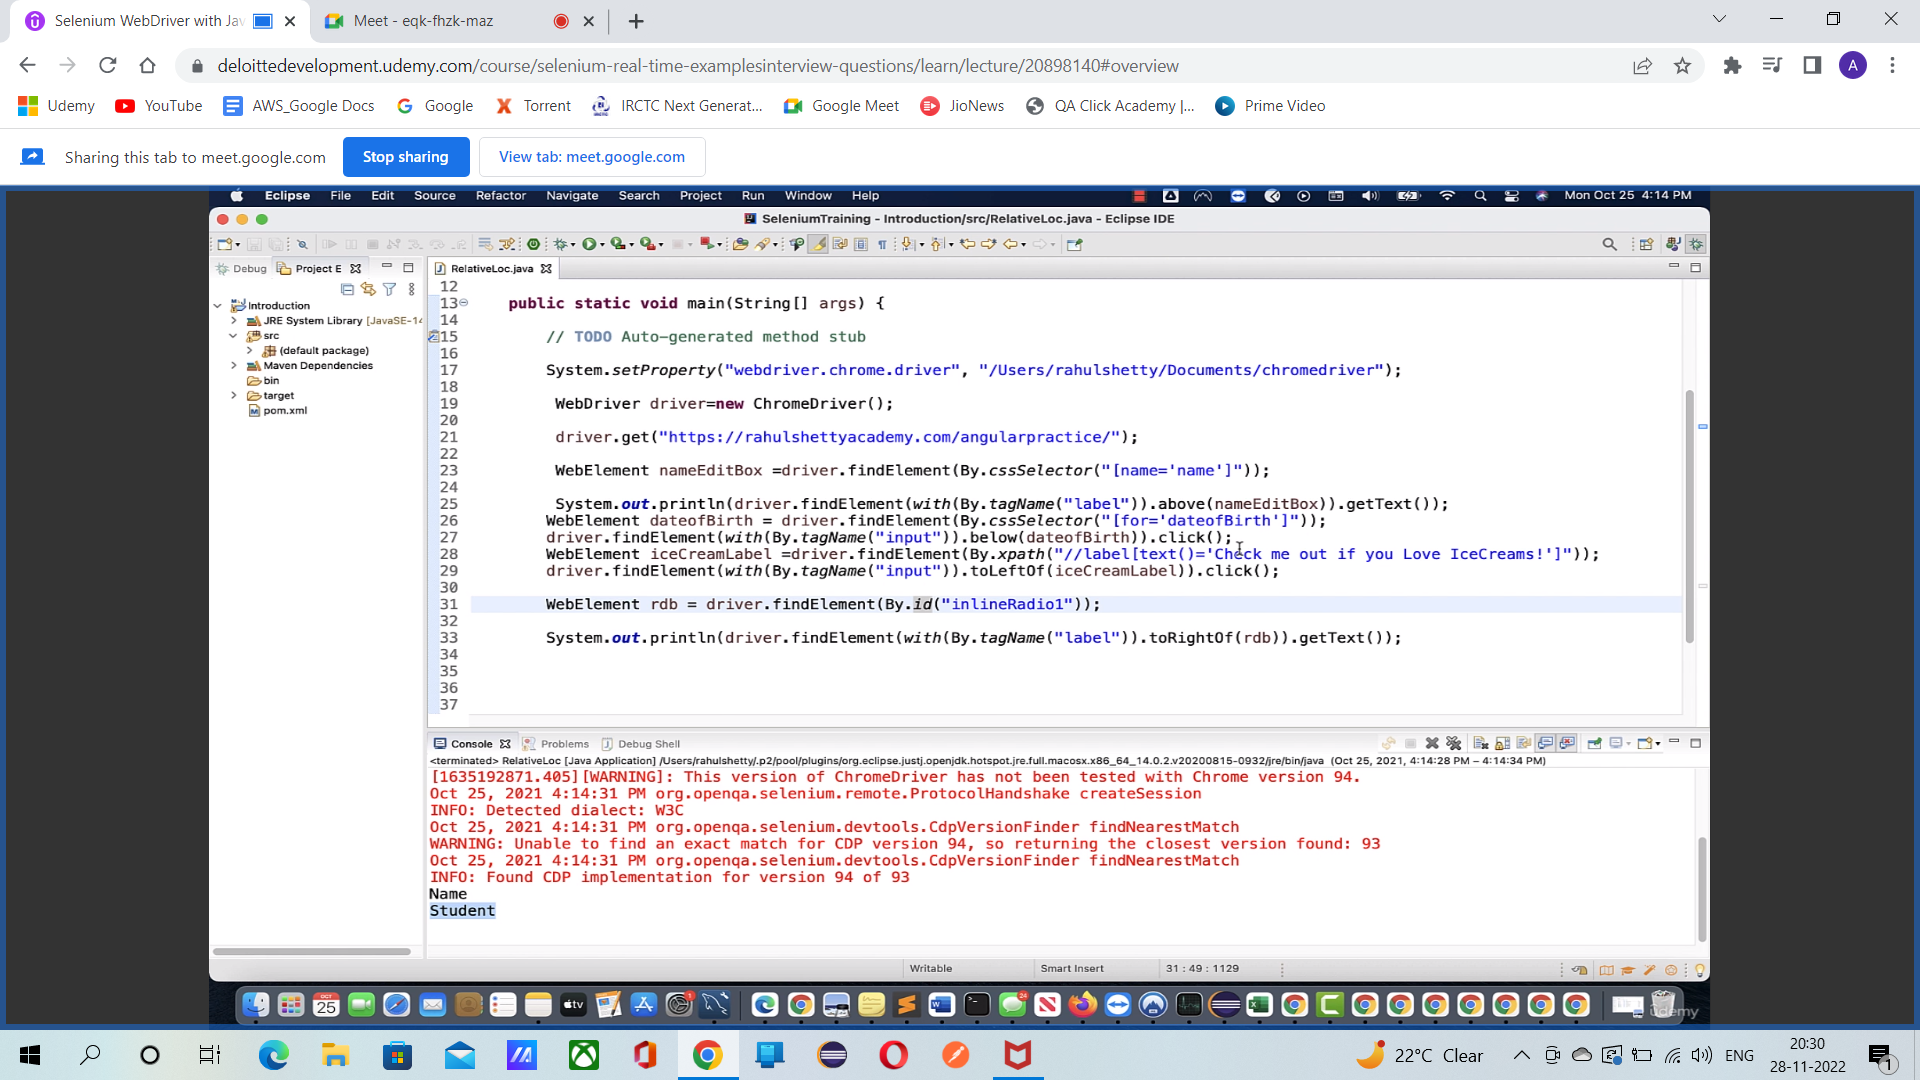 Selenium WebDriver with Jav
Meet - eqk-fhzk-maz
deloittedevelopment.udemy.com/course/selenium-real-time-examplesinterview-questions/learn/lecture/20898140#overview
A
Udemy YouTube AWS_Google Docs Google Torrent IRCTC Next Generat... Google Meet JioNews QA Click Academy |... Prime Video
Sharing this tab to meet.google.com Stop sharing View tab: meet.google.com
Eclipse File Edit Source Refactor Navigate Search Project Run Window Help Mon Oct 25 4:14 PM
SeleniumTraining - Introduction/src/RelativeLoc.java - Eclipse IDE
Debug Project E RelativeLoc.java
Introduction
JRE System Library [JavaSE-14
src
(default package)
Maven Dependencies
bin
target
pom.xml
12
13 public static void main(String[] args) {
14
15 // TODO Auto-generated method stub
16
17 System.setProperty("webdriver.chrome.driver", "/Users/rahulshetty/Documents/chromedriver");
18
19 WebDriver driver=new ChromeDriver();
20
21 driver.get("https://rahulshettyacademy.com/angularpractice/");
22
23 WebElement nameEditBox =driver.findElement(By.cssSelector("[name='name']"));
24
25 System.out.println(driver.findElement(with(By.tagName("label")).above(nameEditBox)).getText());
26 WebElement dateofBirth = driver.findElement(By.cssSelector("[for='dateofBirth']"));
27 driver.findElement(with(By.tagName("input")).below(dateofBirth)).click();
28 WebElement iceCreamLabel =driver.findElement(By.xpath("//label[text()='Check me out if you Love IceCreams!']"));
29 driver.findElement(with(By.tagName("input")).toLeftOf(iceCreamLabel)).click();
30
31 WebElement rdb = driver.findElement(By.id("inlineRadio1"));
32
33 System.out.println(driver.findElement(with(By.tagName("label")).toRightOf(rdb)).getText());
34
35
36
37
Console Problems Debug Shell
<terminated> RelativeLoc [Java Application] /Users/rahulshetty/.p2/pool/plugins/org.eclipse.justj.openjdk.hotspot.jre.full.macosx.x86_64_14.0.2.v20200815-0932/jre/bin/java (Oct 25, 2021, 4:14:28 PM – 4:14:34 PM)
[1635192871.405][WARNING]: This version of ChromeDriver has not been tested with Chrome version 94.
Oct 25, 2021 4:14:31 PM org.openqa.selenium.remote.ProtocolHandshake createSession
INFO: Detected dialect: W3C
Oct 25, 2021 4:14:31 PM org.openqa.selenium.devtools.CdpVersionFinder findNearestMatch
WARNING: Unable to find an exact match for CDP version 94, so returning the closest version found: 93
Oct 25, 2021 4:14:31 PM org.openqa.selenium.devtools.CdpVersionFinder findNearestMatch
INFO: Found CDP implementation for version 94 of 93
Name
Student
Writable Smart Insert 31 : 49 : 1129
OCT
25
tv
udemy
22°C Clear
ENG
20:30
28-11-2022
1